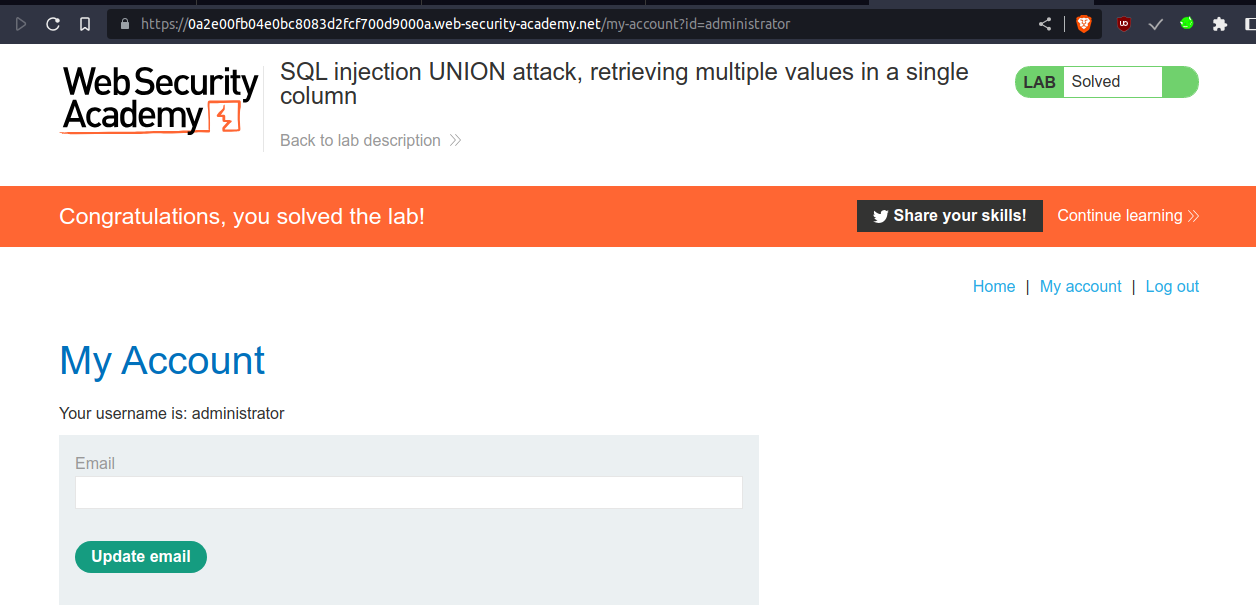 https://0a2e00fb04e0bc8083d2fcf700d9000a.web-security-academy.net/my-account?id=administrator
Web Security
Academy
SQL injection UNION attack, retrieving multiple values in a single
column
LAB Solved
Back to lab description
Congratulations, you solved the lab!
Share your skills! Continue learning
Home | My account | Log out
My Account
Your username is: administrator
Email
Update email